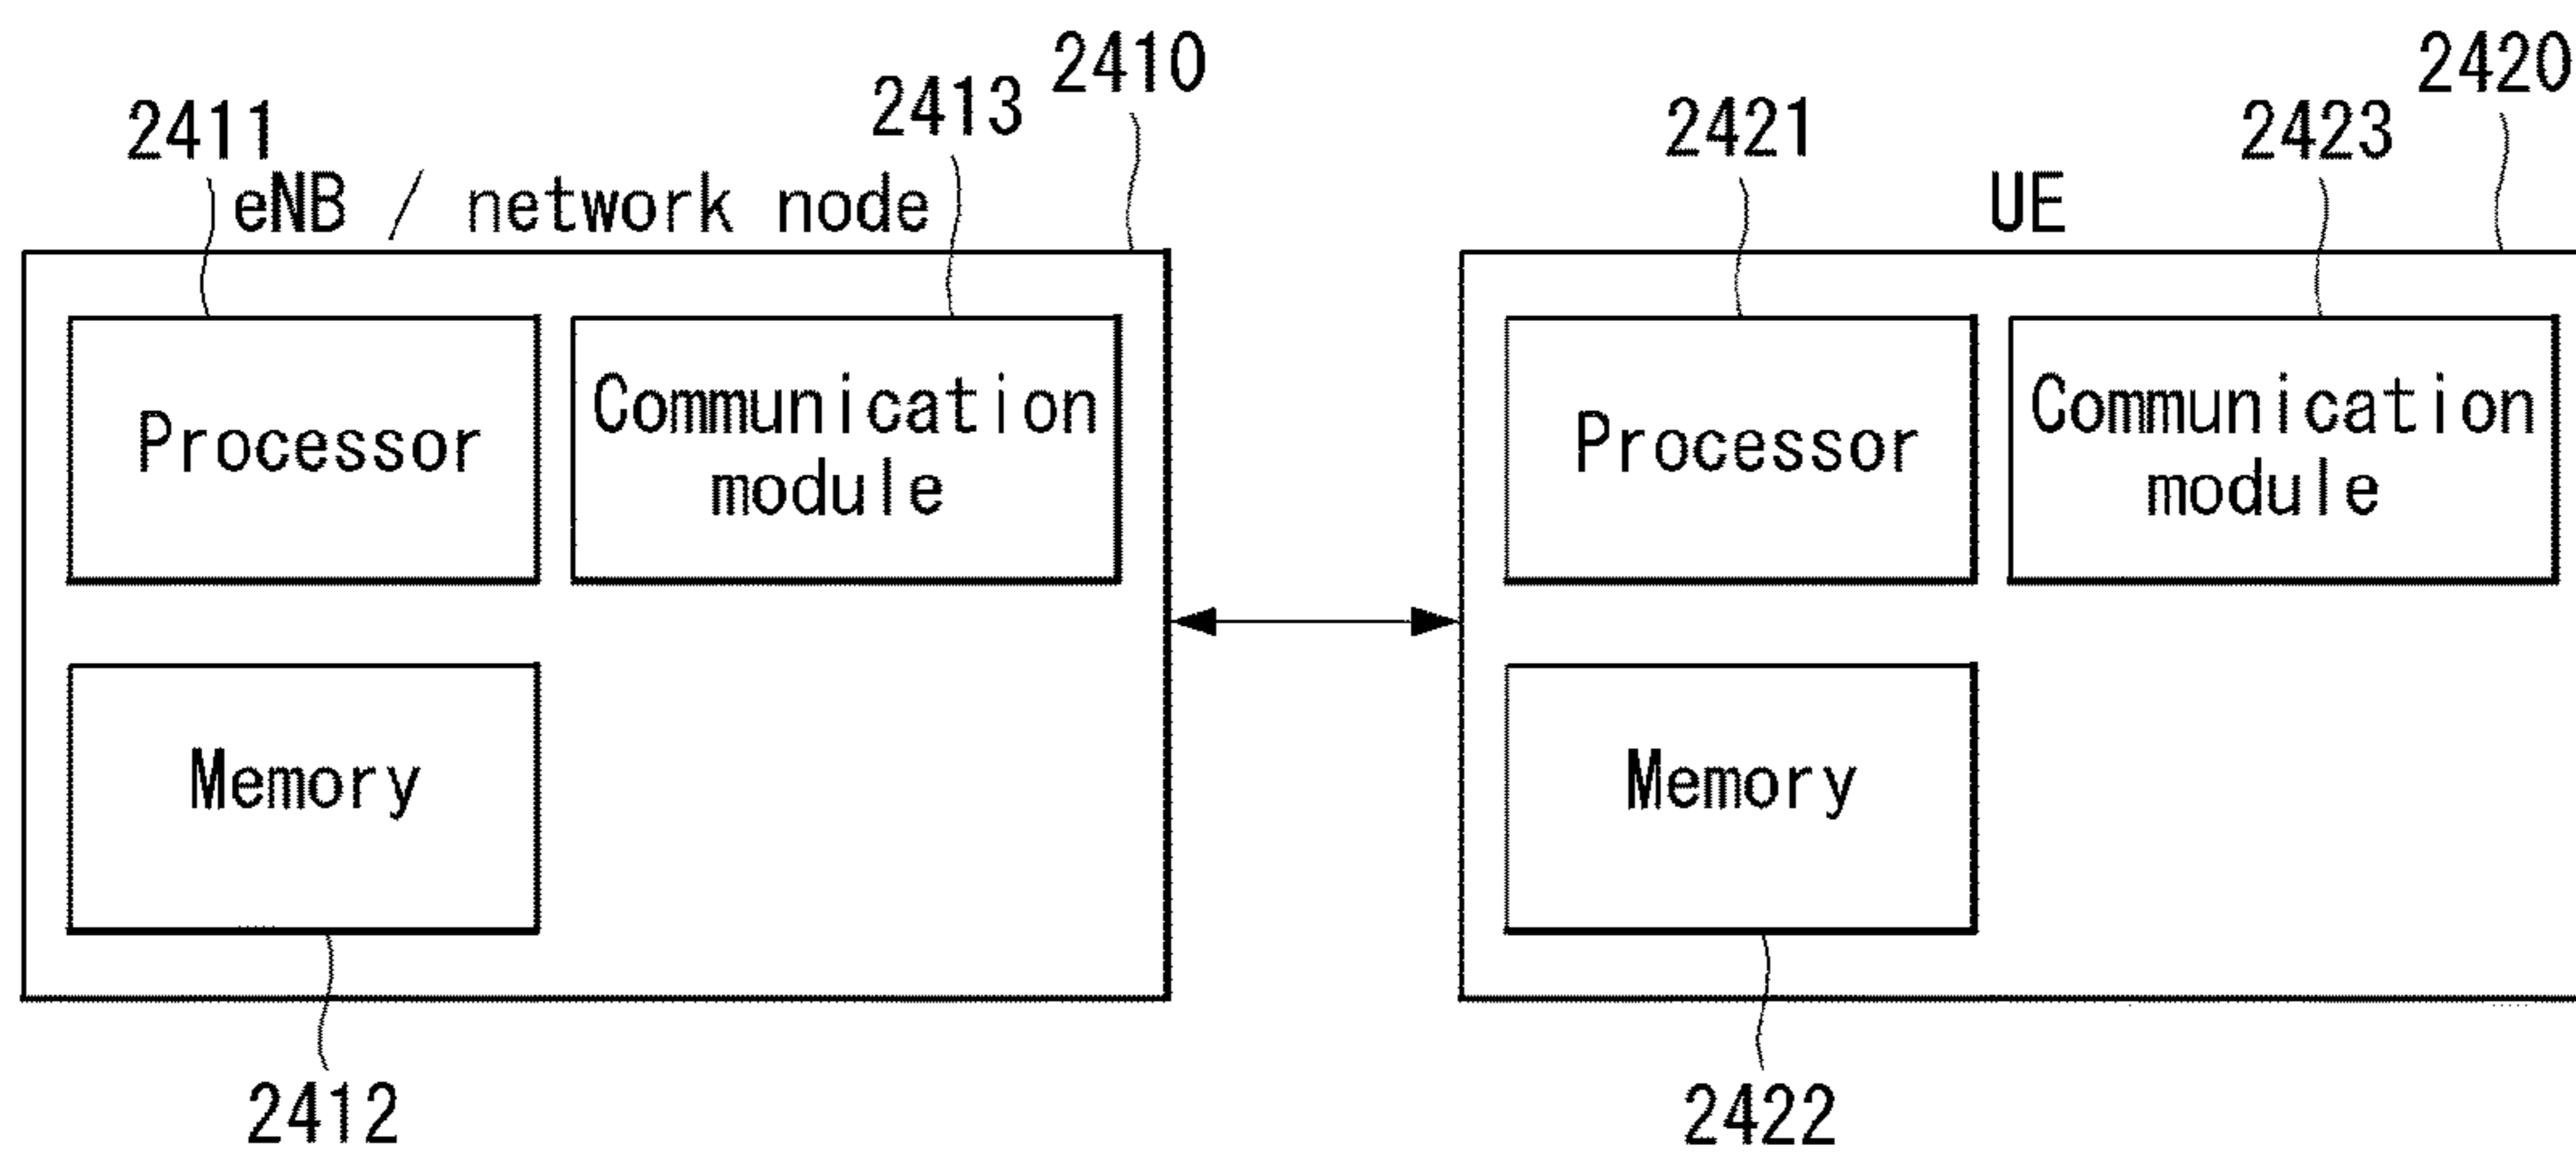 2410
2420
2413
2411
2421
2423
eNB / network node
UE
Processor
Communication
module
Processor
Communication
module
Memory
Memory
2412
2422